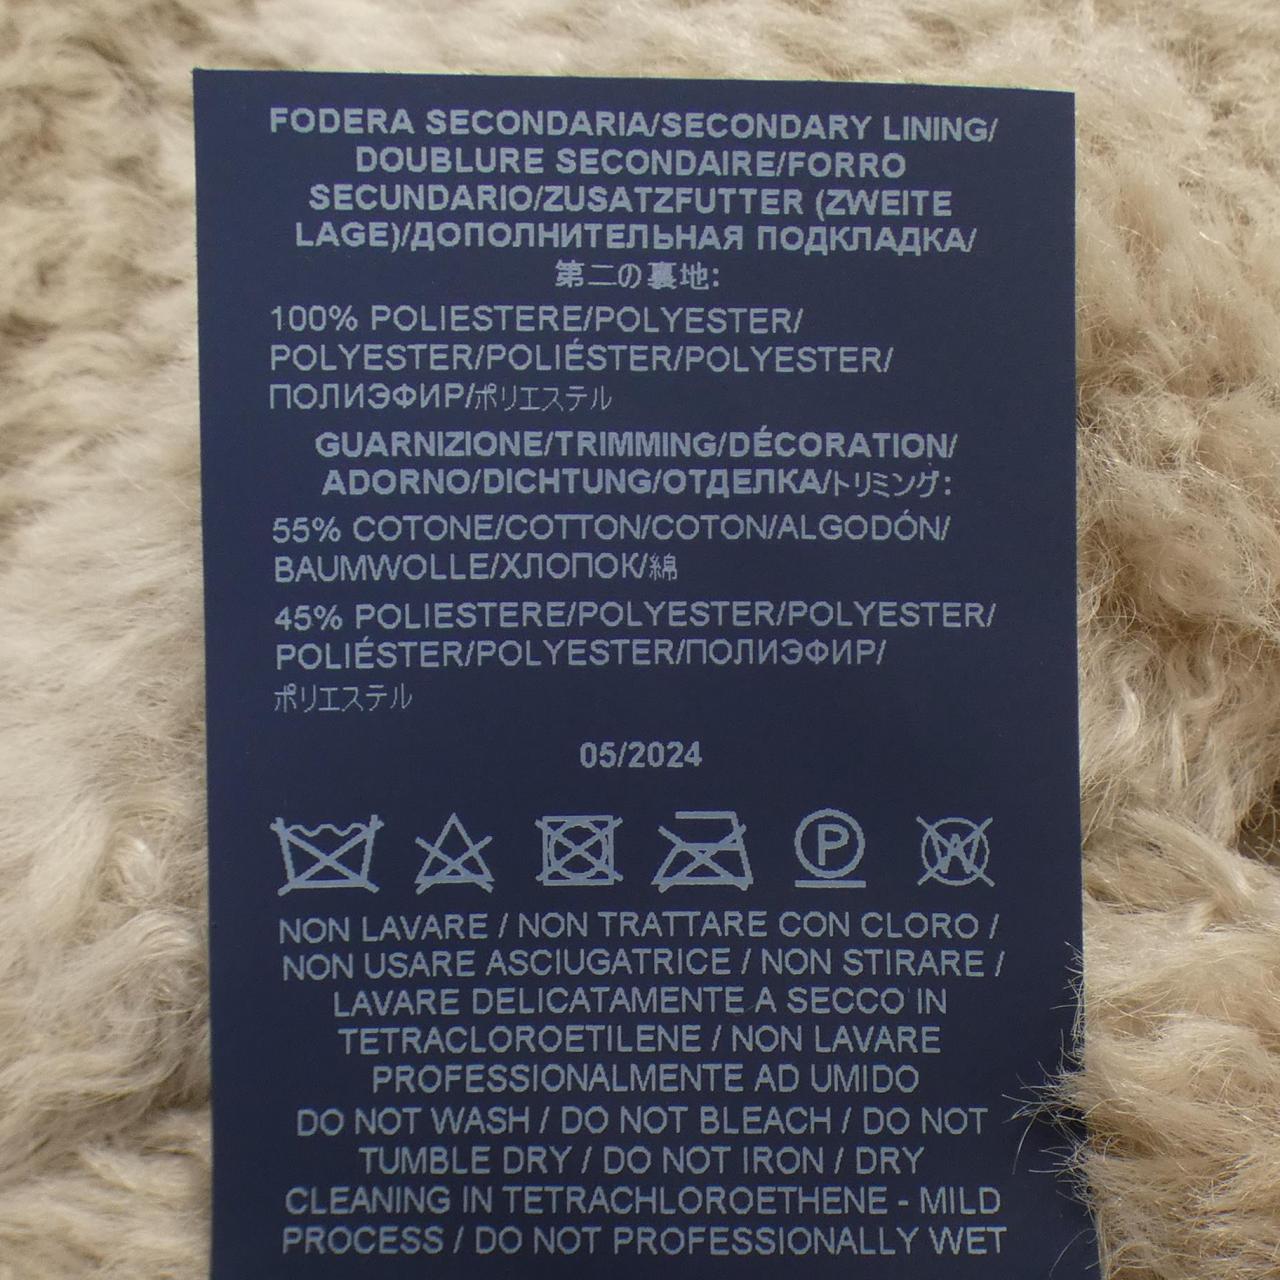 FODERA SECONDARIA/SECONDARY LINING/
DOUBLURE SECONDAIRE/FORRO
SECUNDARIO/ZUSATZFUTTER (ZWEITE
LAGE)/ДОПОЛНИТЕЛЬНАЯ ПОДКЛАДКА/
第二の裏地:
100% POLIESTERE/POLYESTER/
POLYESTER/POLIÉSTER/POLYESTER/
ПОЛИЭФИР/ポリエステル
GUARNIZIONE/TRIMMING/DÉCORATION/
ADORNO/DICHTUNG/ОТДЕЛКА/トリミング:
55% COTONE/COTTON/COTON/ALGODÓN/
BAUMWOLLE/ХЛОПОК/綿
45% POLIESTERE/POLYESTER/POLYESTER/
POLIÉSTER/POLYESTER/ПОЛИЭФИР/
ポリエステル
05/2024
P W
NON LAVARE / NON TRATTARE CON CLORO /
NON USARE ASCIUGATRICE / NON STIRARE /
LAVARE DELICATAMENTE A SECCO IN
TETRACLOROETILENE / NON LAVARE
PROFESSIONALMENTE AD UMIDO
DO NOT WASH / DO NOT BLEACH / DO NOT
TUMBLE DRY / DO NOT IRON / DRY
CLEANING IN TETRACHLOROETHENE - MILD
PROCESS / DO NOT PROFESSIONALLY WET